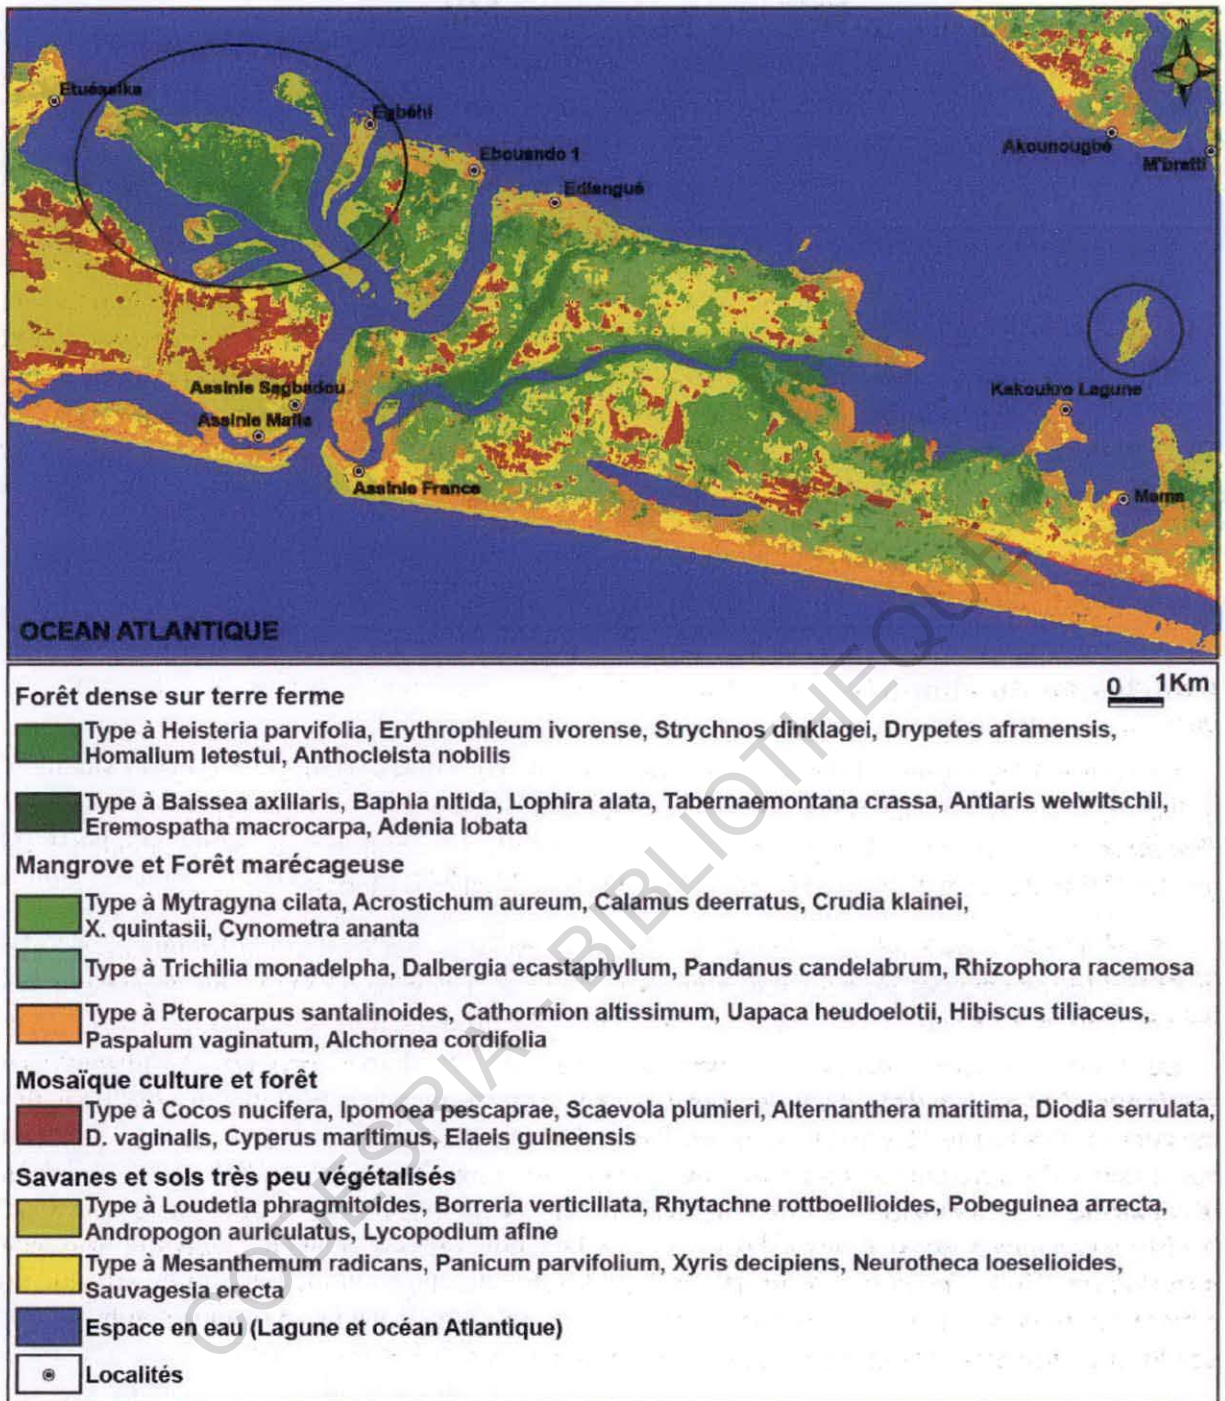 N
Etuéssika
Egbéhi
Ebouando 1
Akounougbé
M'bratti
Ediengué
Kakoukro Lagune
Assinie Sagbadou
Assinie Mafia
Assinie France
Mama
OCEAN ATLANTIQUE
0 1Km
Forêt dense sur terre ferme
Type à Heisteria parvifolia, Erythrophleum ivorense, Strychnos dinklagei, Drypetes aframensis,
Homalium letestui, Anthocleista nobilis
Type à Baissea axillaris, Baphia nitida, Lophira alata, Tabernaemontana crassa, Antiaris welwitschii,
Eremospatha macrocarpa, Adenia lobata
Mangrove et Forêt marécageuse
Type à Mytragyna cilata, Acrostichum aureum, Calamus deerratus, Crudia klainei,
X. quintasii, Cynometra ananta
Type à Trichilia monadelpha, Dalbergia ecastaphyllum, Pandanus candelabrum, Rhizophora racemosa
Type à Pterocarpus santalinoides, Cathormion altissimum, Uapaca heudoelotii, Hibiscus tiliaceus,
Paspalum vaginatum, Alchornea cordifolia
Mosaïque culture et forêt
Type à Cocos nucifera, Ipomoea pescaprae, Scaevola plumieri, Alternanthera maritima, Diodia serrulata,
D. vaginalis, Cyperus maritimus, Elaeis guineensis
Savanes et sols très peu végétalisés
Type à Loudetia phragmitoides, Borreria verticillata, Rhytachne rottboellioides, Pobeguinea arrecta,
Andropogon auriculatus, Lycopodium afine
Type à Mesanthemum radicans, Panicum parvifolium, Xyris decipiens, Neurotheca loeselioides,
Sauvagesia erecta
Espace en eau (Lagune et océan Atlantique)
Localités
CODESRIA - BIBLIOTHEQUE